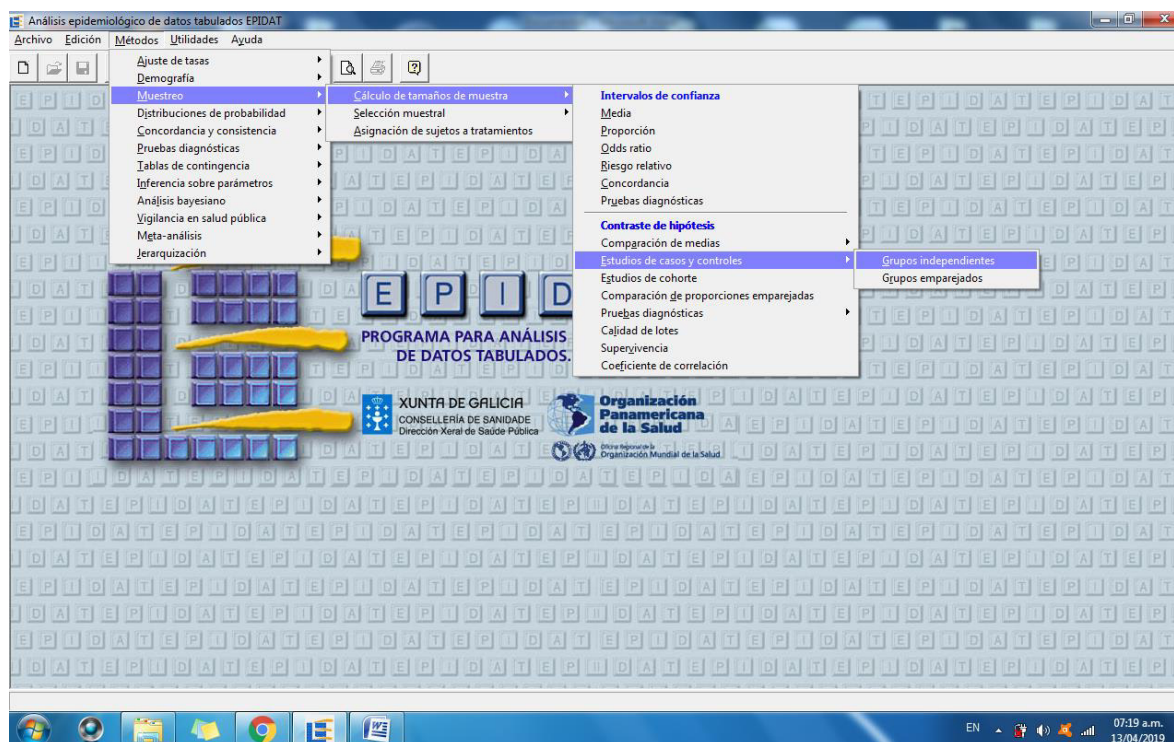 Análisis epidemiológico de datos tabulados EPIDAT
Archivo Edición Métodos Utilidades Ayuda
Ajuste de tasas
Demografía
Muestreo
Distribuciones de probabilidad
Concordancia y consistencia
Pruebas diagnósticas
Tablas de contingencia
Inferencia sobre parámetros
Análisis bayesiano
Vigilancia en salud pública
Meta-análisis
Jerarquización
Cálculo de tamaños de muestra
Selección muestral
Asignación de sujetos a tratamientos
Intervalos de confianza
Media
Proporción
Odds ratio
Riesgo relativo
Concordancia
Pruebas diagnósticas
Contraste de hipótesis
Comparación de medias
Estudios de casos y controles
Estudios de cohorte
Comparación de proporciones emparejadas
Pruebas diagnósticas
Calidad de lotes
Supervivencia
Coeficiente de correlación
Grupos independientes
Grupos emparejados
E P I D
PROGRAMA PARA ANÁLISIS
DE DATOS TABULADOS.
XUNTA DE GALICIA
CONSELLERÍA DE SANIDADE
Dirección Xeral de Saúde Pública
Organización
Panamericana
de la Salud
Oficina Regional de la
Organización Mundial de la Salud
EN
07:19 a.m.
13/04/2019